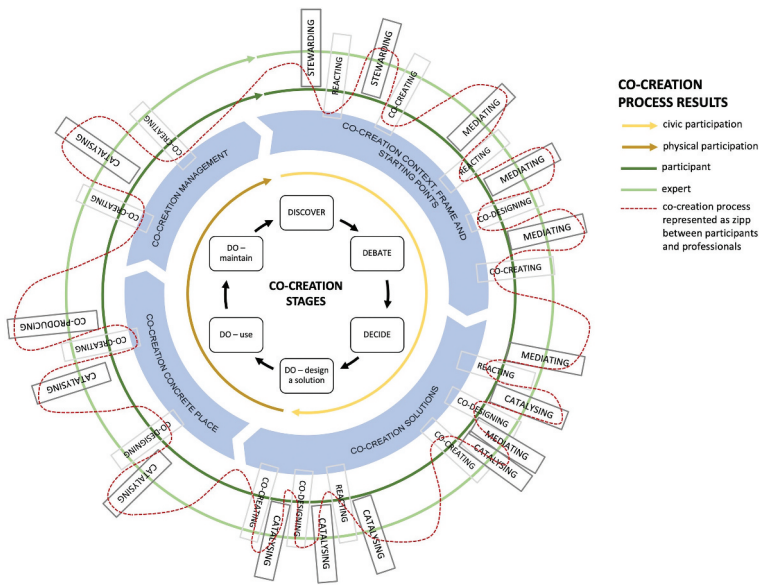 CO-CREATION
PROCESS RESULTS
civic participation
physical participation
participant
expert
co-creation process
represented as zipp
between participants
and professionals
CO-CREATION
STAGES
DISCOVER
DEBATE
DECIDE
DO – design
a solution
DO – use
DO –
maintain
CO-CREATION CONTEXT FRAME AND
STARTING POINTS
CO-CREATION SOLUTIONS
CO-CREATION CONCRETE PLACE
CO-CREATION MANAGEMENT
STEWARDING
REACTING
STEWARDING
CO-CREATING
MEDIATING
REACTING
MEDIATING
CO-DESIGNING
MEDIATING
CO-CREATING
MEDIATING
REACTING
CATALYSING
CO-DESIGNING
MEDIATING
CATALYSING
CO-CREATING
CATALYSING
REACTING
CATALYSING
CO-DESIGNING
CATALYSING
CO-CREATING
CATALYSING
CO-DESIGNING
CATALYSING
CO-CREATING
CO-PRODUCING
CO-CREATING
CATALYSING
CO-CREATING